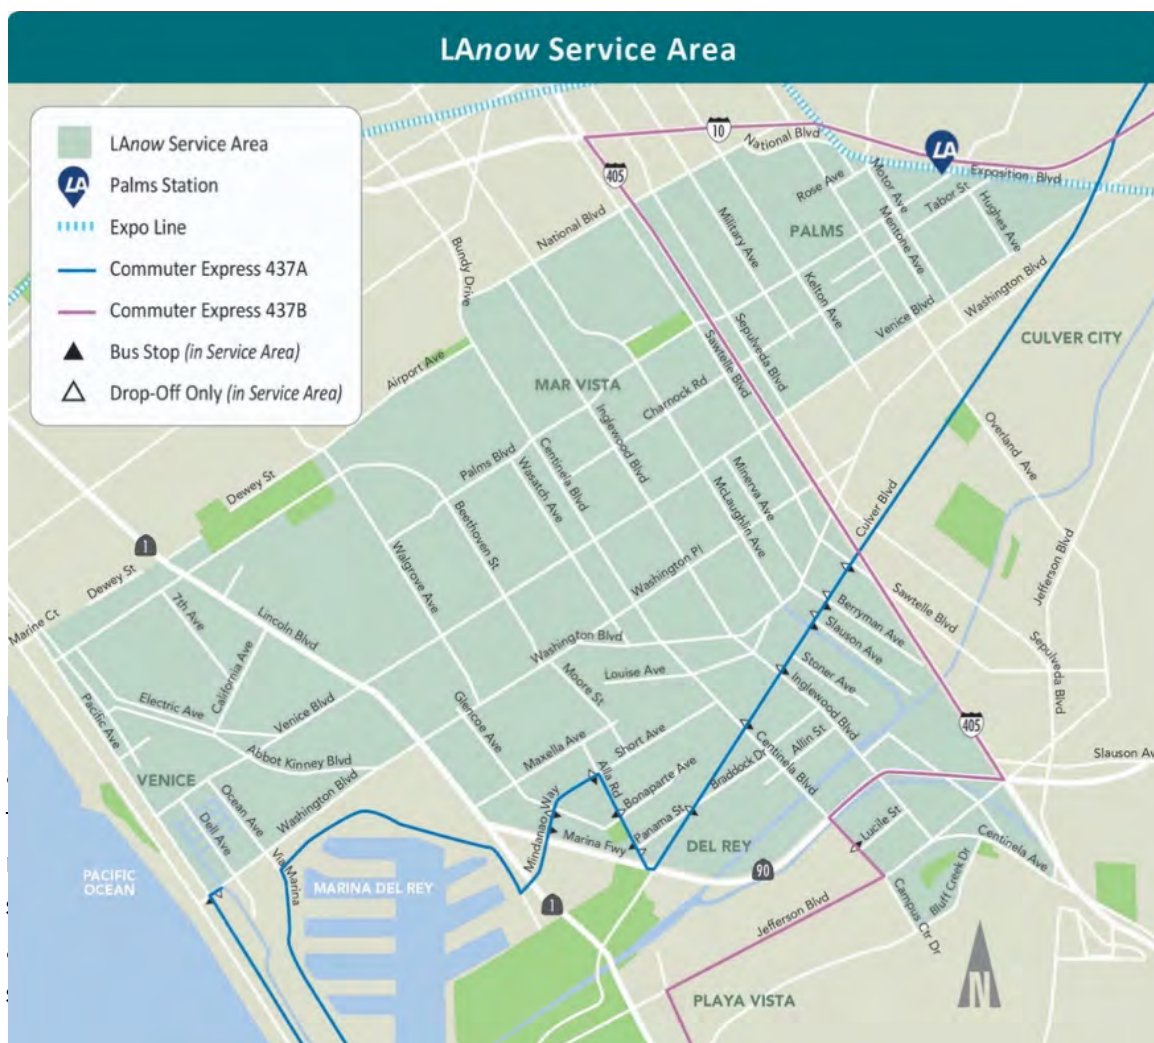 LAnow Service Area
LAnow Service Area
LA
Palms Station
Expo Line
Commuter Express 437A
Commuter Express 437B
Bus Stop (in Service Area)
Drop-Off Only (in Service Area)
10
National Blvd
LA
Exposition Blvd
405
Rose Ave
Motor Ave
Tabor St
Hughes Ave
National Blvd
Military Ave
PALMS
Mentone Ave
Bundy Drive
Kelton Ave
Venice Blvd
Washington Blvd
CULVER CITY
Sepulveda Blvd
Sawtelle Blvd
Airport Ave
MAR VISTA
Charnock Rd
Inglewood Blvd
Overland Ave
Palms Blvd
Centinela Blvd
Wasatch Ave
Minerva Ave
McLaughlin Ave
Dewey St
Culver Blvd
Beethoven St
1
Walgrove Ave
Washington Pl
Jefferson Blvd
Dewey St
7th Ave
Lincoln Blvd
Marine Ct
Sawtelle Blvd
Berryman Ave
Slauson Ave
California Ave
Washington Blvd
Louise Ave
Stoner Ave
Sepulveda Blvd
Electric Ave
Venice Blvd
Moore St
Inglewood Blvd
Pacific Ave
Glencoe Ave
405
Abbot Kinney Blvd
Maxella Ave
Short Ave
Centinela Blvd
Allin St
Slauson Av
VENICE
Washington Blvd
Alla Rd
Bonaparte Ave
Braddock Dr
Ocean Ave
Dell Ave
Mindanao Way
Panama St
Lucile St
Marina Fwy
DEL REY
Centinela Ave
Via Marina
90
PACIFIC
OCEAN
MARINA DEL REY
Bluff Creek Dr
Campus Ctr Dr
1
Jefferson Blvd
N
PLAYA VISTA